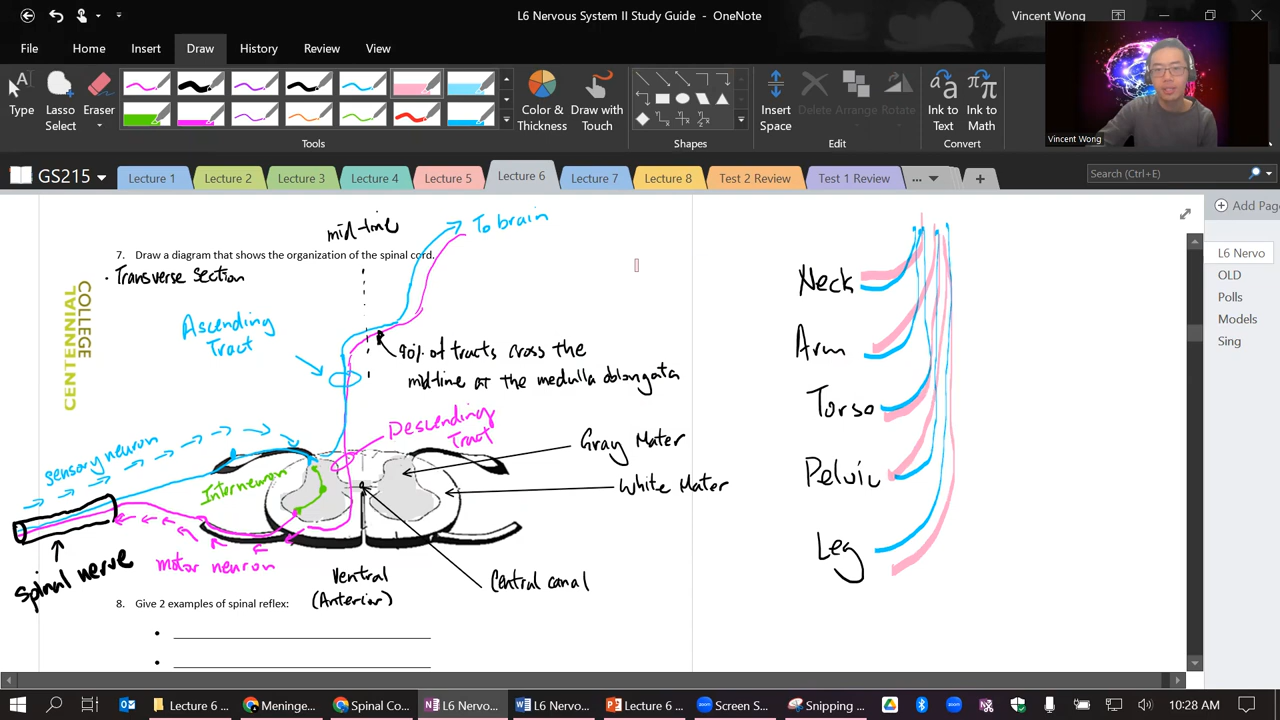 L6 Nervous System II Study Guide - OneNote
Vincent Wong
File Home Insert Draw History Review View
Type
Lasso Select
Eraser
Color & Thickness
Draw with Touch
Insert Space
Delete
Arrange
Rotate
Ink to Text
Ink to Math
Tools
Shapes
Edit
Convert
Vincent Wong
GS215
Lecture 1 Lecture 2 Lecture 3 Lecture 4 Lecture 5 Lecture 6 Lecture 7 Lecture 8 Test 2 Review Test 1 Review ...
Search (Ctrl+E)
Add Pag
L6 Nervo
OLD
Polls
Models
Sing
mid-line
To brain
7. Draw a diagram that shows the organization of the spinal cord.
• Transverse Section
CENTENNIAL
COLLEGE
Ascending
Tract
90% of tracts cross the
mid-line at the medulla oblongata
Descending
Tract
sensory neuron
Interneuron
Gray Mater
White Mater
spinal nerve
motor neuron
Ventral
(Anterior)
Central canal
8. Give 2 examples of spinal reflex:
Neck
Arm
Torso
Pelvic
Leg
Lecture 6 ...
Meninge...
Spinal Co...
L6 Nervo...
Word We...
Lecture 6 ...
Screen S...
Snipping ...
10:28 AM